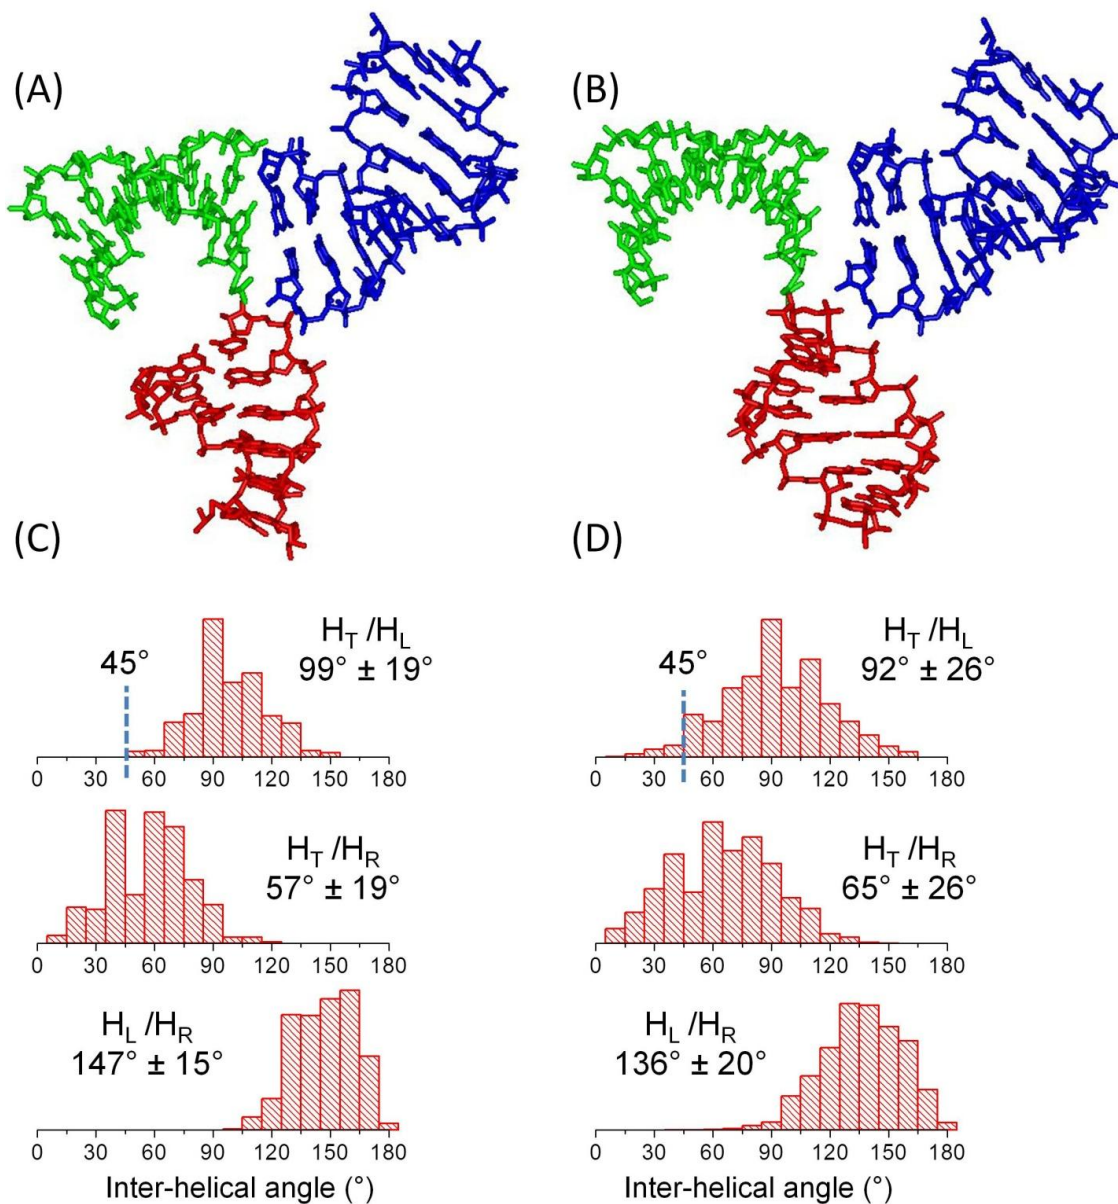 (A)
(B)
(C)
(D)
H_T /H_L
99° ± 19°
45°
0 30 60 90 120 150 180
H_T /H_L
92° ± 26°
45°
0 30 60 90 120 150 180
H_T /H_R
57° ± 19°
0 30 60 90 120 150 180
H_T /H_R
65° ± 26°
0 30 60 90 120 150 180
H_L /H_R
147° ± 15°
0 30 60 90 120 150 180
Inter-helical angle (°)
H_L /H_R
136° ± 20°
0 30 60 90 120 150 180
Inter-helical angle (°)